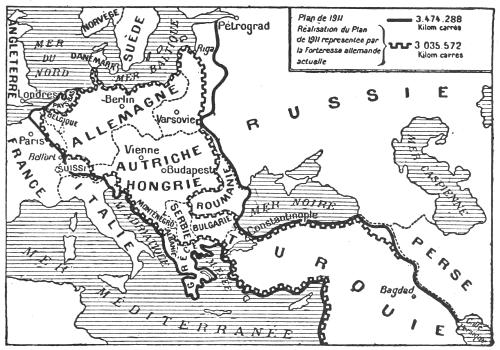 Plan de 1911
3.474.288
Kilom carrés
Réalisation du Plan
de 1911 représentée par
la forteresse allemande
actuelle
3 035.572
Kilom carrés
NORVÈGE
SUÈDE
Pétrograd
ANGLETERRE
MER
DU
NORD
DANEMARK
MER BALTIQUE
Riga
Londres
Berlin
ALLEMAGNE
Varsovie
RUSSIE
BELGIQUE
Paris
Belfort
FRANCE
SUISSE
Vienne
AUTRICHE
Budapest
HONGRIE
ITALIE
ROUMANIE
MER NOIRE
MER CASPIENNE
MONTENEGRO
SERBIE
BULGARIE
Constantinople
ADRIATIQUE
GRÈCE
TURQUIE
PERSE
Bagdad
MER
MÉDITERRANÉE